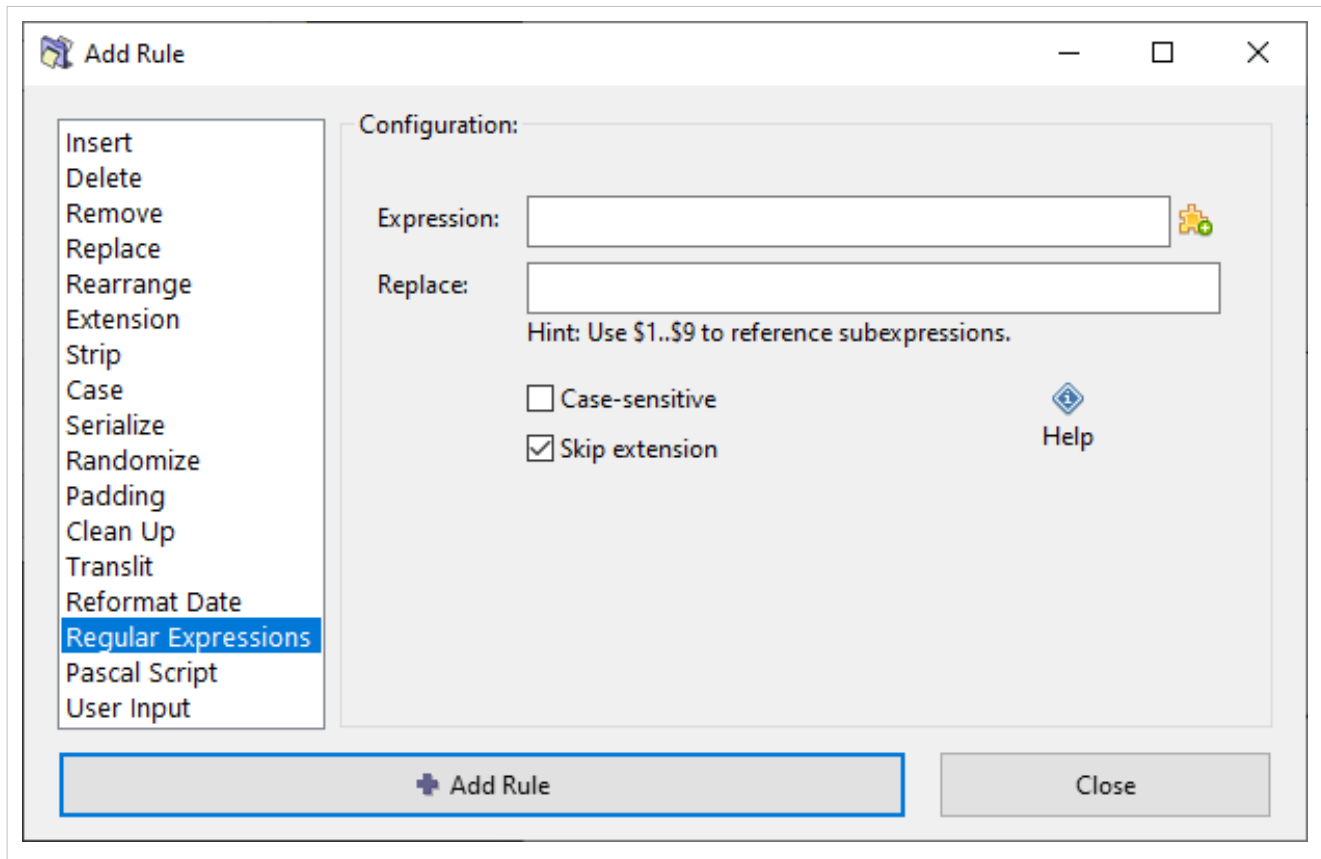 Add Rule
Insert
Delete
Remove
Replace
Rearrange
Extension
Strip
Case
Serialize
Randomize
Padding
Clean Up
Translit
Reformat Date
Regular Expressions
Pascal Script
User Input
Configuration:
Expression:
Replace:
Hint: Use $1..$9 to reference subexpressions.
Case-sensitive
Skip extension
Help
Add Rule
Close